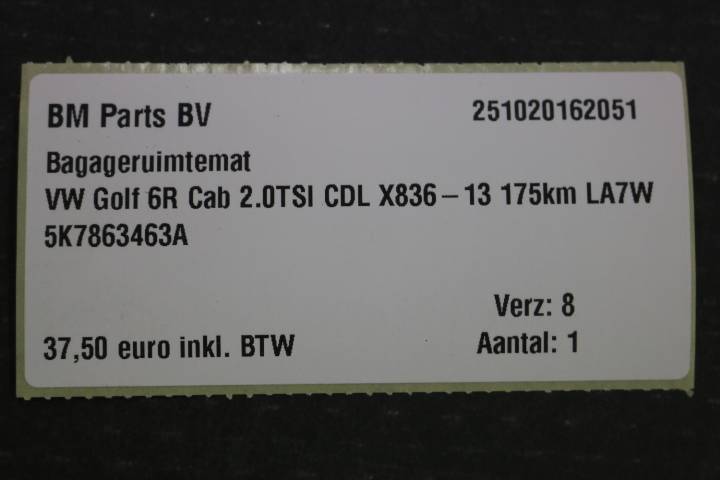 BM Parts BV 251020162051
Bagageruimtemat
VW Golf 6R Cab 2.0TSI CDL X836-13 175km LA7W
5K7863463A
Verz: 8
37,50 euro inkl. BTW Aantal: 1